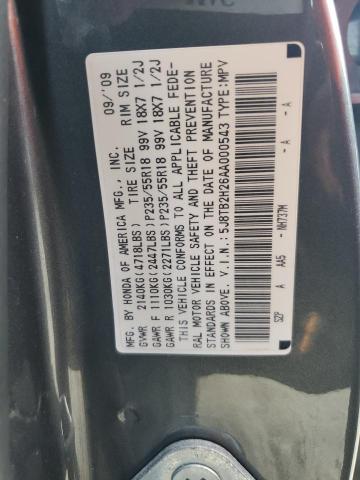 MFG. BY HONDA OF AMERICA MFG., INC. 09/'09
GVWR 2140KG(4718LBS) TIRE SIZE RIM SIZE
GAWR F 1110KG(2447LBS)P235/55R18 99V 18X7 1/2J
GAWR R 1030KG(2271LBS)P235/55R18 99V 18X7 1/2J
THIS VEHICLE CONFORMS TO ALL APPLICABLE FEDE-
RAL MOTOR VEHICLE SAFETY AND THEFT PREVENTION
STANDARDS IN EFFECT ON THE DATE OF MANUFACTURE
SHOWN ABOVE. V.I.N.:5J8TB2H26AA000543 TYPE:MPV
SZP A AA5 - NH737M - A - A